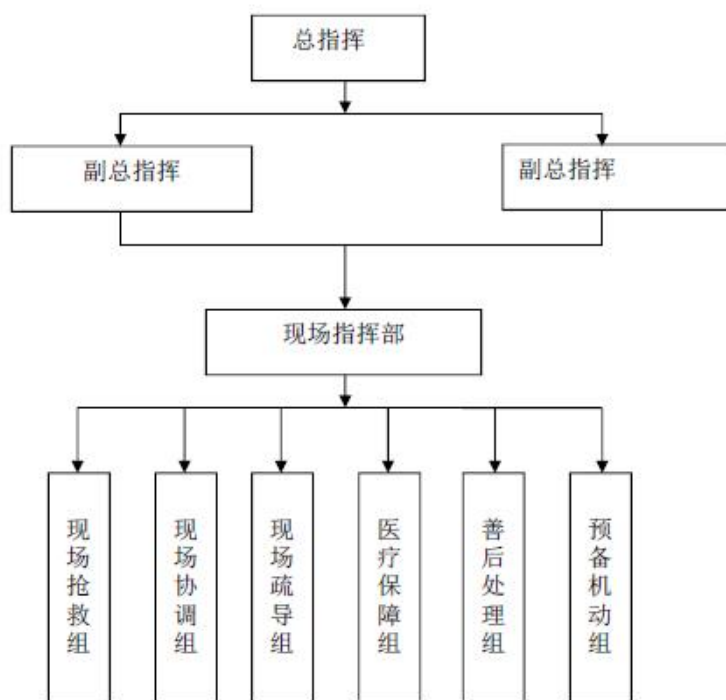 总指挥
副总指挥
副总指挥
现场指挥部
现场抢救组
现场协调组
现场疏导组
医疗保障组
善后处理组
预备机动组